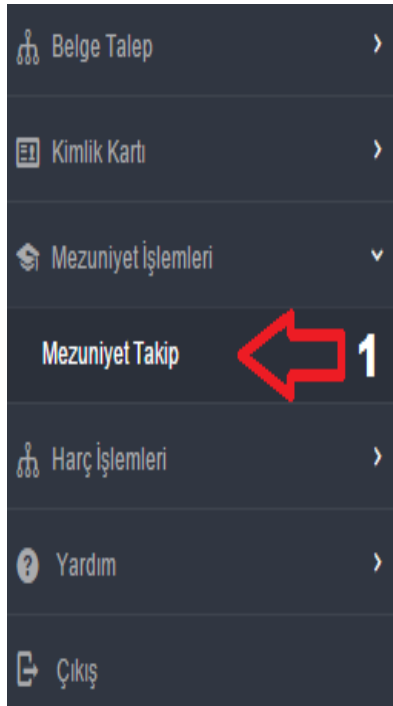 Belge Talep
Kimlik Kartı
Mezuniyet İşlemleri
Mezuniyet Takip 1
Harç İşlemleri
Yardım
Çıkış